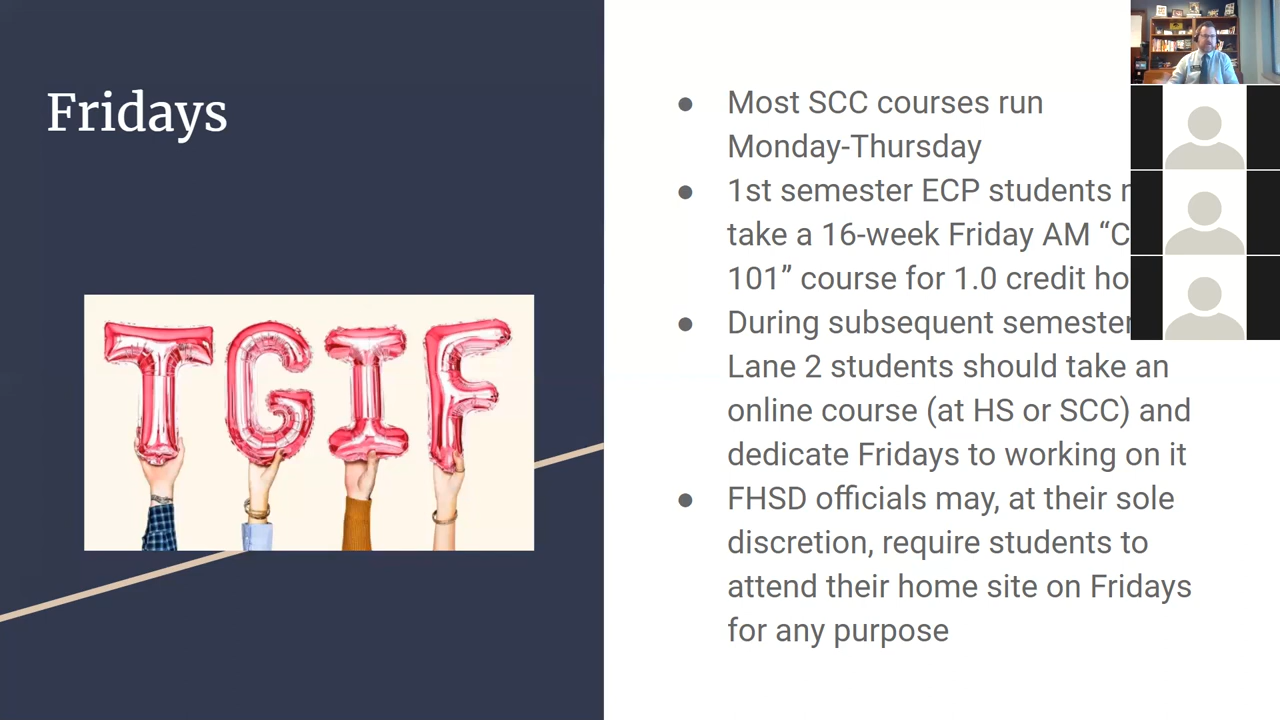 Fridays
TGIF
● Most SCC courses run
Monday-Thursday
● 1st semester ECP students
take a 16-week Friday AM
101” course for 1.0 credit
● During subsequent
Lane 2 students should take an
online course (at HS or SCC) and
dedicate Fridays to working on it
● FHSD officials may, at their sole
discretion, require students to
attend their home site on Fridays
for any purpose